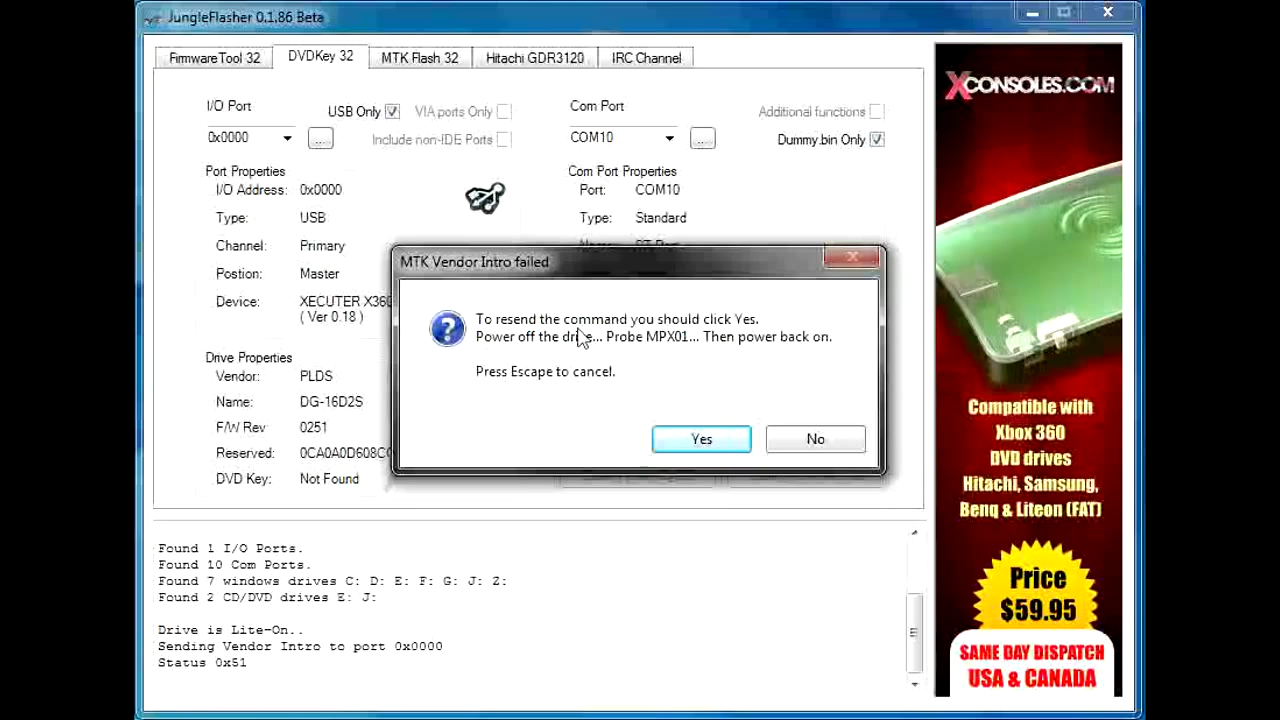 JungleFlasher 0.1.86 Beta
FirmwareTool 32
DVDKey 32
MTK Flash 32
Hitachi GDR3120
IRC Channel
I/O Port
USB Only
VIA ports Only
0x0000
...
Include non-IDE Ports
Com Port
Additional functions
COM10
...
Dummy.bin Only
Port Properties
I/O Address: 0x0000
Type: USB
Channel: Primary
Postion: Master
Device: XECUTER X360
( Ver 0.18 )
Com Port Properties
Port: COM10
Type: Standard
Drive Properties
Vendor: PLDS
Name: DG-16D2S
F/W Rev 0251
Reserved: 0CA0A0D608C
DVD Key: Not Found
MTK Vendor Intro failed
To resend the command you should click Yes.
Power off the drive... Probe MPX01... Then power back on.
Press Escape to cancel.
Yes
No
Found 1 I/O Ports.
Found 10 Com Ports.
Found 7 windows drives C: D: E: F: G: J: Z:
Found 2 CD/DVD drives E: J:
Drive is Lite-On..
Sending Vendor Intro to port 0x0000
Status 0x51
XCONSOLES.COM
Compatible with
Xbox 360
DVD drives
Hitachi, Samsung,
Benq & Liteon (FAT)
Price
$59.95
SAME DAY DISPATCH
USA & CANADA